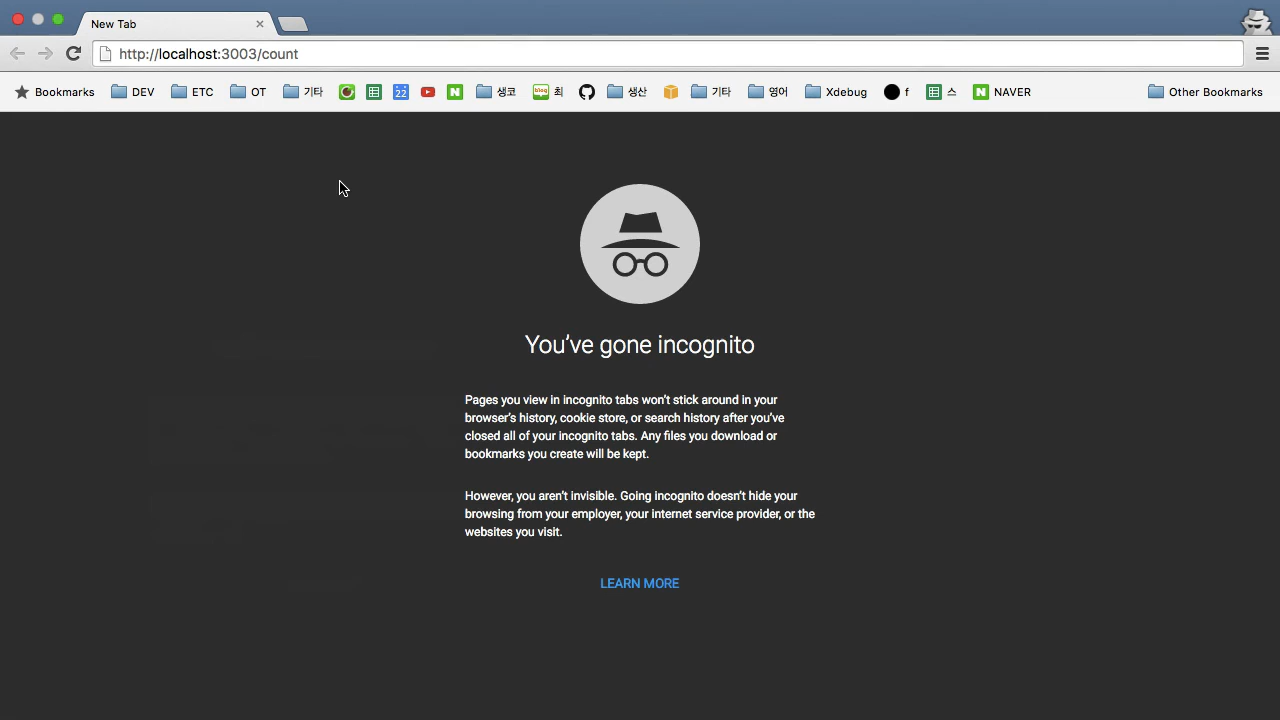 New Tab
http://localhost:3003/count
Bookmarks DEV ETC OT 기타 22 N 생코 blog 최 생산 기타 영어 Xdebug f 스 N NAVER Other Bookmarks
You've gone incognito
Pages you view in incognito tabs won't stick around in your
browser's history, cookie store, or search history after you've
closed all of your incognito tabs. Any files you download or
bookmarks you create will be kept.
However, you aren't invisible. Going incognito doesn't hide your
browsing from your employer, your internet service provider, or the
websites you visit.
LEARN MORE